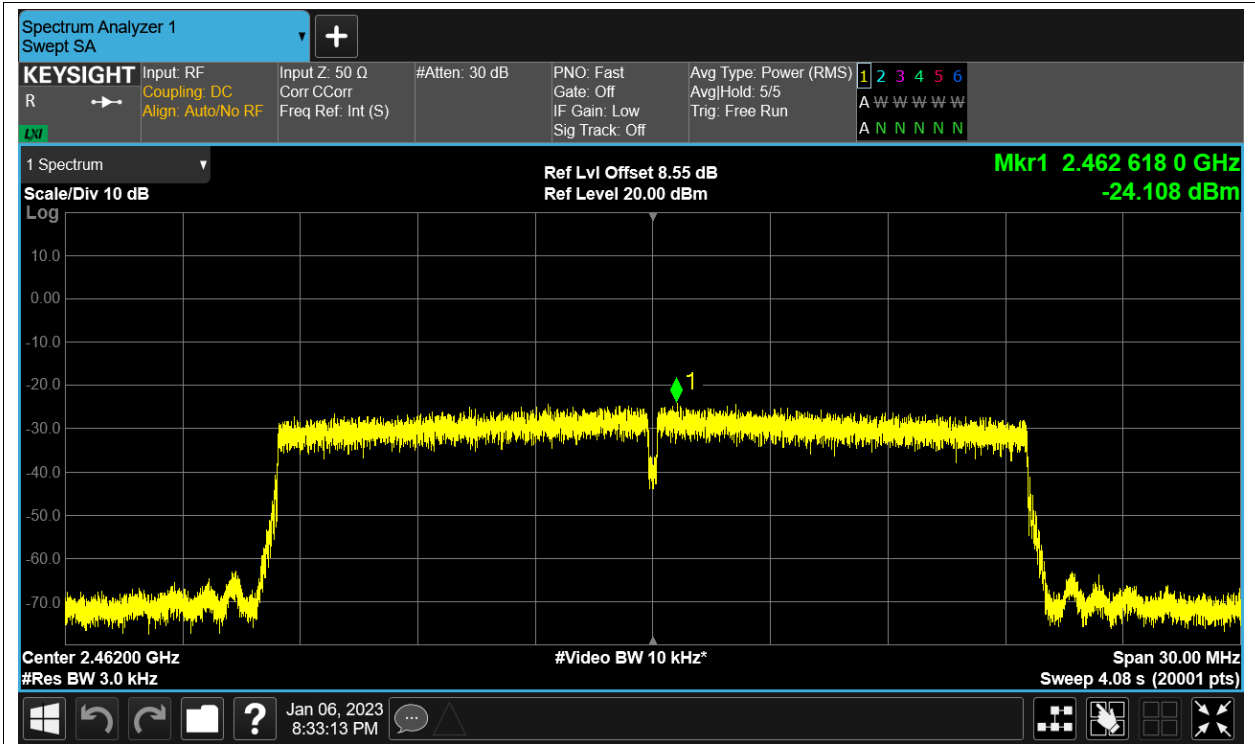 Spectrum Analyzer 1
Swept SA
KEYSIGHT
R
LXI
Input: RF
Coupling: DC
Align: Auto/No RF
Input Z: 50 Ω
Corr CCorr
Freq Ref: Int (S)
#Atten: 30 dB
PNO: Fast
Gate: Off
IF Gain: Low
Sig Track: Off
Avg Type: Power (RMS)
Avg|Hold: 5/5
Trig: Free Run
1 2 3 4 5 6
A W W W W W
A N N N N N
1 Spectrum
Scale/Div 10 dB
Log
Ref Lvl Offset 8.55 dB
Ref Level 20.00 dBm
Mkr1 2.462 618 0 GHz
-24.108 dBm
10.0
0.00
-10.0
-20.0
-30.0
-40.0
-50.0
-60.0
-70.0
1
Center 2.46200 GHz
#Res BW 3.0 kHz
#Video BW 10 kHz*
Span 30.00 MHz
Sweep 4.08 s (20001 pts)
?
Jan 06, 2023
8:33:13 PM